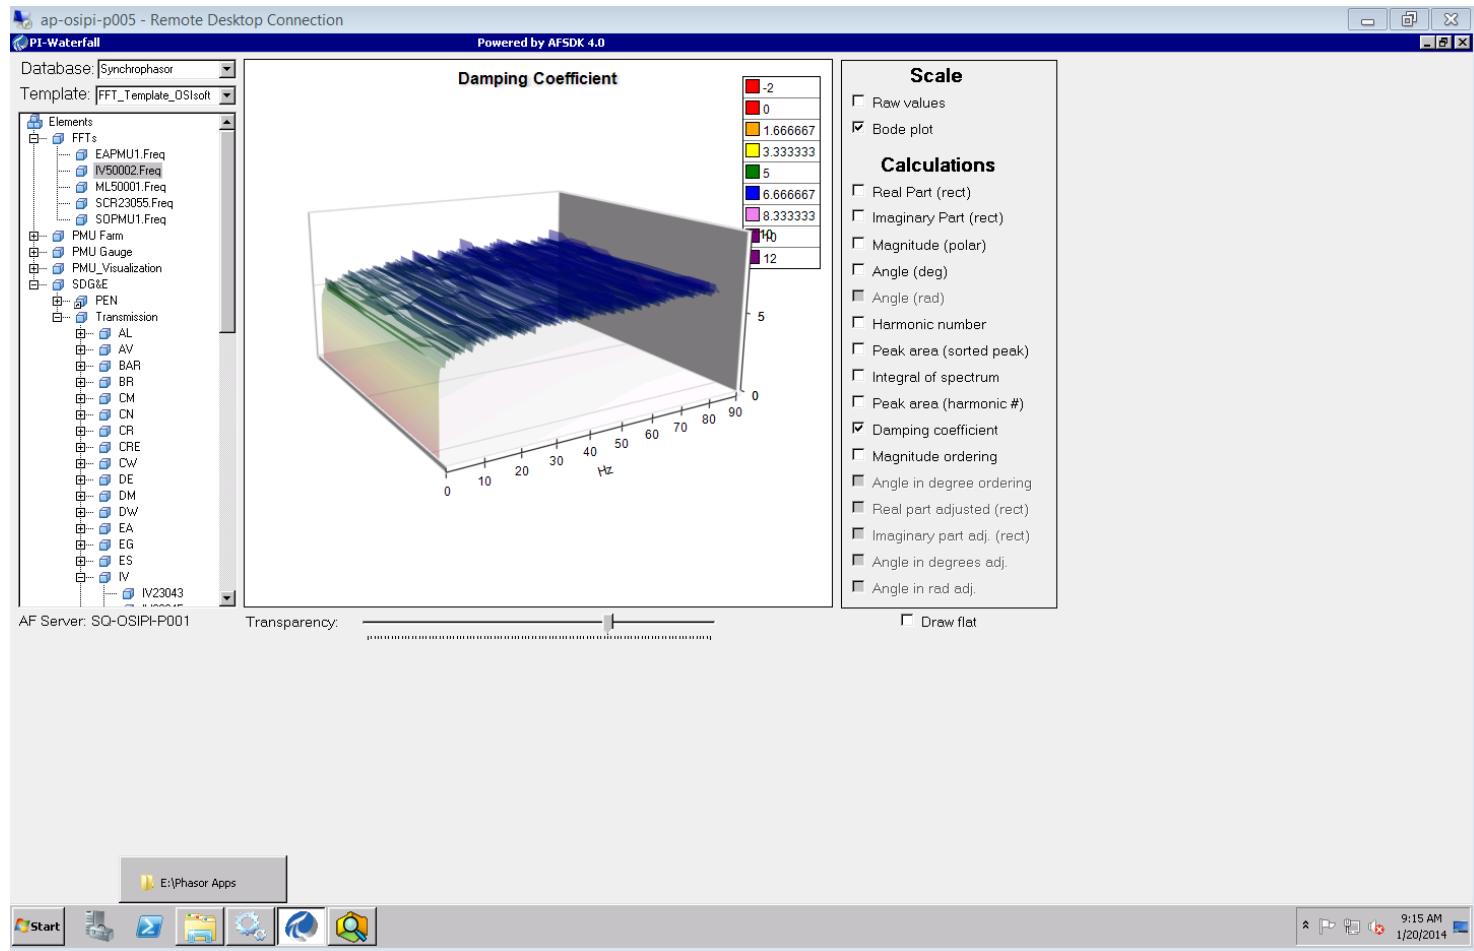 ap-osipi-p005 - Remote Desktop Connection
PI-Waterfall
Powered by AFSDK 4.0
Database: Synchrophasor
Template: FFT_Template_OSIsoft
Elements
FFTs
EAPMU1.Freq
IV50002.Freq
ML50001.Freq
SCR23055.Freq
SOPMU1.Freq
PMU Farm
PMU Gauge
PMU_Visualization
SDG&E
PEN
Transmission
AL
AV
BAR
BR
CM
CN
CR
CRE
CW
DE
DM
DW
EA
EG
ES
IV
IV23043
AF Server: SQ-OSIPI-P001
Damping Coefficient
-2
0
1.666667
3.333333
5
6.666667
8.333333
10
12
10
5
0
0
10
20
30
40
50
60
70
80
90
Hz
Transparency:
Scale
Raw values
Bode plot
Calculations
Real Part (rect)
Imaginary Part (rect)
Magnitude (polar)
Angle (deg)
Angle (rad)
Harmonic number
Peak area (sorted peak)
Integral of spectrum
Peak area (harmonic #)
Damping coefficient
Magnitude ordering
Angle in degree ordering
Real part adjusted (rect)
Imaginary part adj. (rect)
Angle in degrees adj.
Angle in rad adj.
Draw flat
E:\Phasor Apps
Start
9:15 AM
1/20/2014